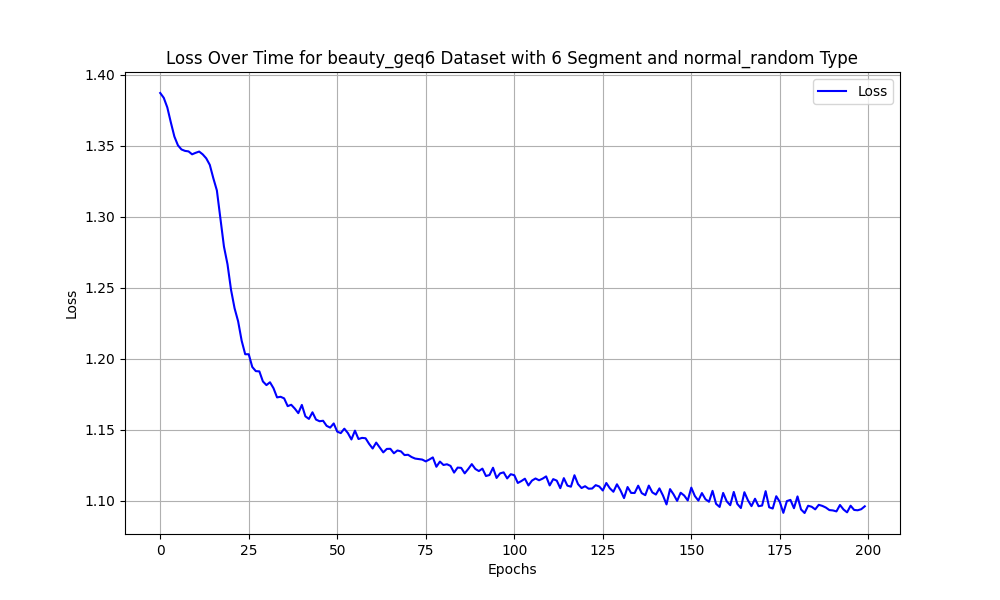 Loss Over Time for beauty_geq6 Dataset with 6 Segment and normal_random Type
Loss
1.40
1.35
1.30
1.25
1.20
1.15
1.10
Loss
0 25 50 75 100 125 150 175 200
Epochs